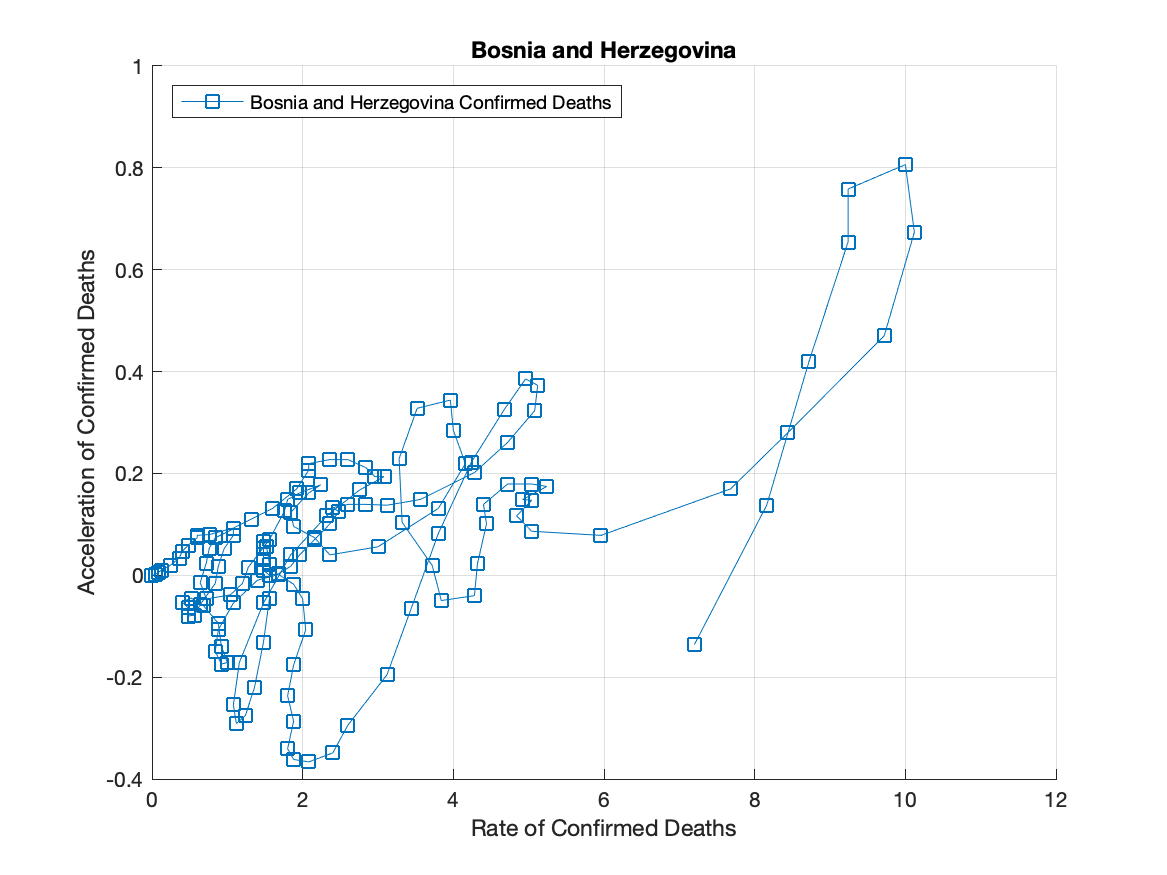 Bosnia and Herzegovina
Bosnia and Herzegovina Confirmed Deaths
Acceleration of Confirmed Deaths
1
0.8
0.6
0.4
0.2
0
-0.2
-0.4
0 2 4 6 8 10 12
Rate of Confirmed Deaths